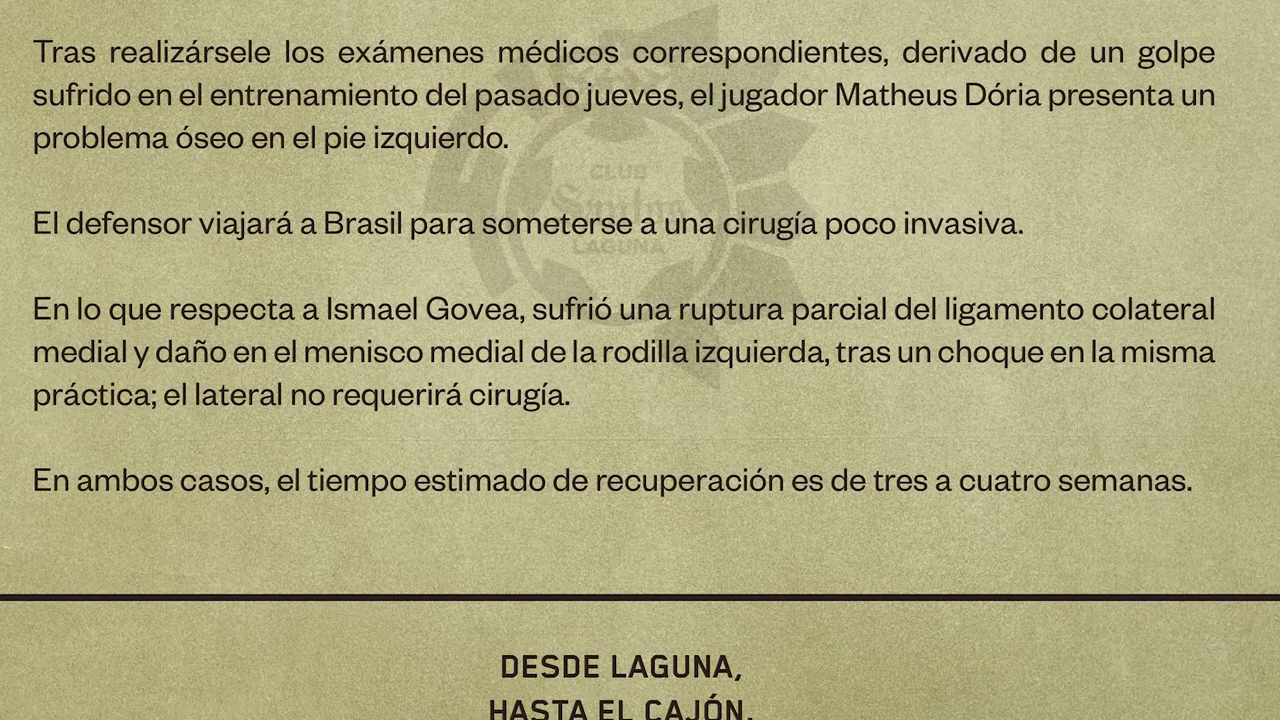 Tras realizársele los exámenes médicos correspondientes, derivado de un golpe
sufrido en el entrenamiento del pasado jueves, el jugador Matheus Dória presenta un
problema óseo en el pie izquierdo.
CLUB
Santos
LAGUNA
El defensor viajará a Brasil para someterse a una cirugía poco invasiva.
En lo que respecta a Ismael Govea, sufrió una ruptura parcial del ligamento colateral
medial y daño en el menisco medial de la rodilla izquierda, tras un choque en la misma
práctica; el lateral no requerirá cirugía.
En ambos casos, el tiempo estimado de recuperación es de tres a cuatro semanas.
DESDE LAGUNA,
HASTA EL CAJÓN.